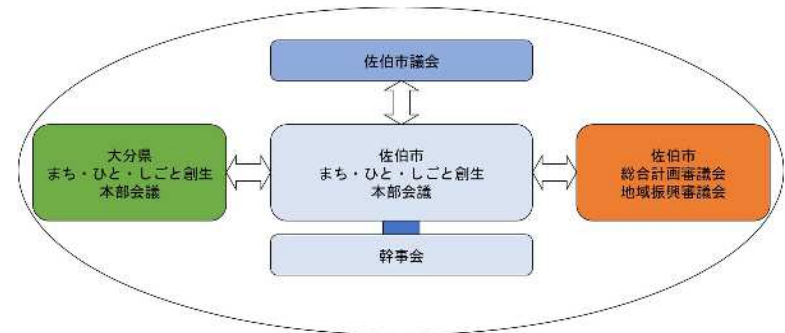 佐伯市議会
大分県
まち・ひと・しごと創生
本部会議
佐伯市
まち・ひと・しごと創生
本部会議
佐伯市
総合計画審議会
地域振興審議会
幹事会